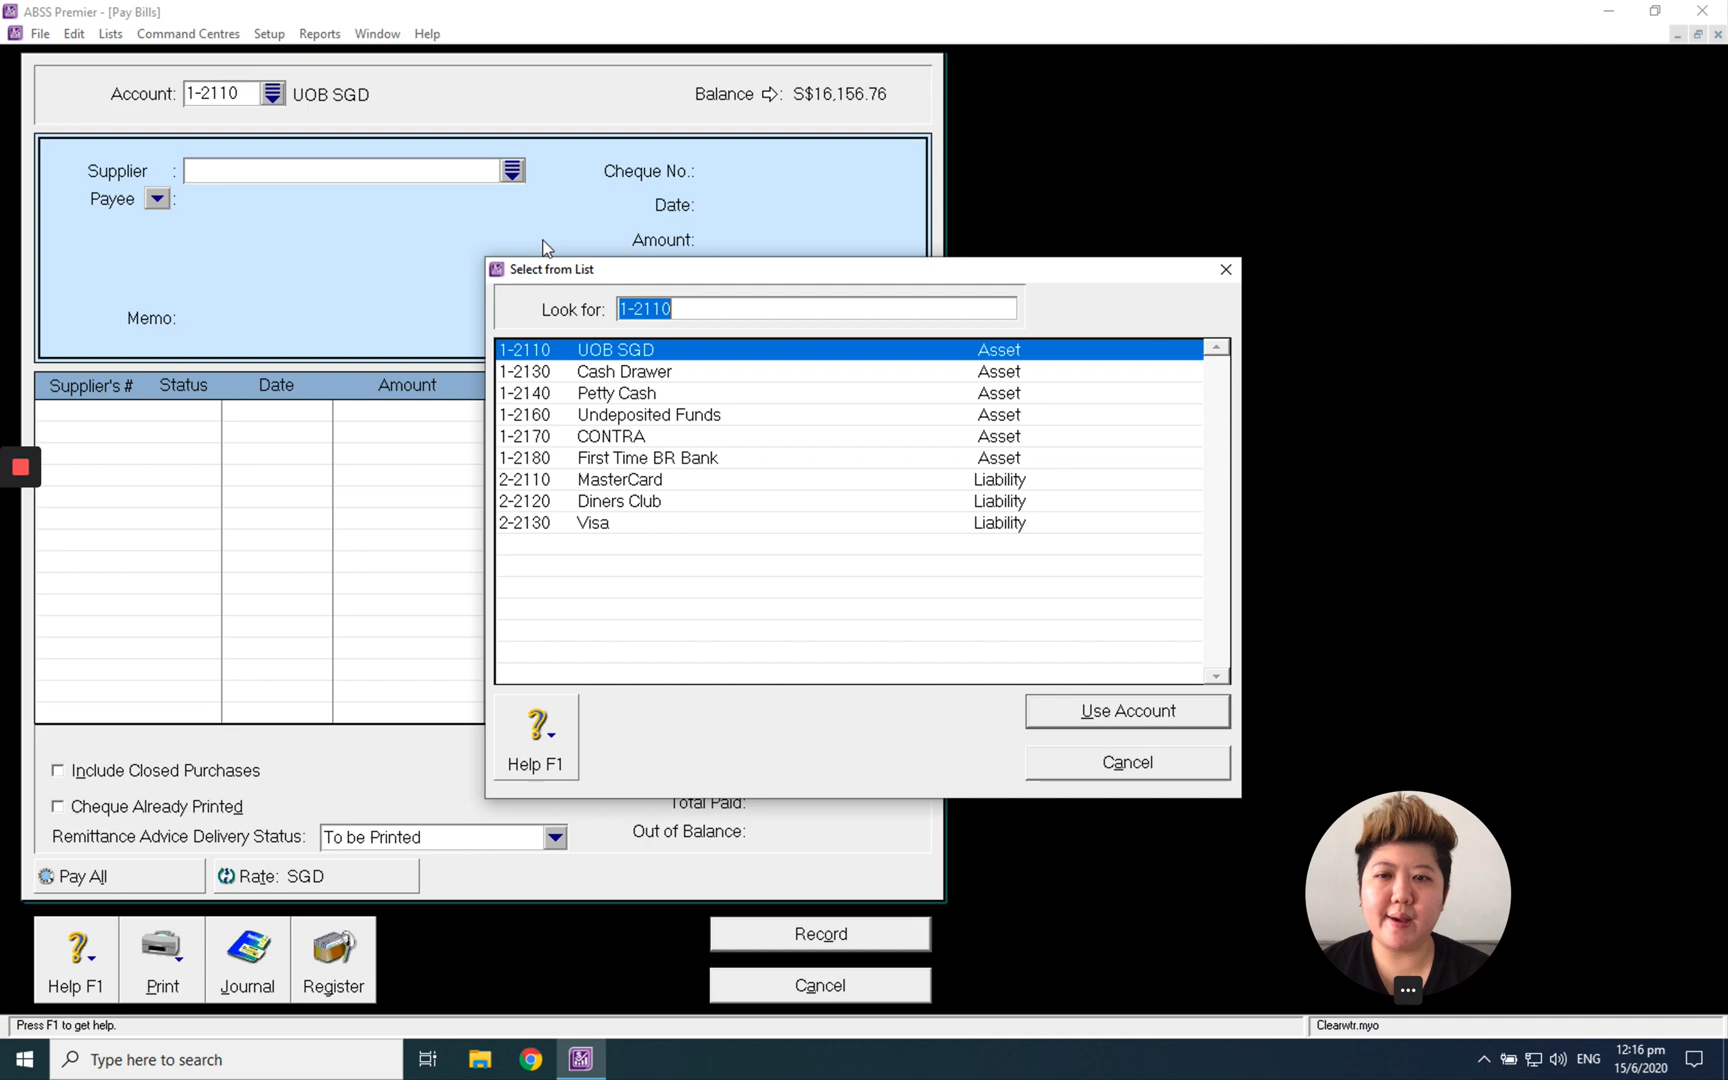 ABSS Premier - [Pay Bills]
File Edit Lists Command Centres Setup Reports Window Help
Account: 1-2110 UOB SGD Balance : S$16,156.76
Supplier : Cheque No.:
Payee : Date:
Amount:
Memo:
Supplier's # Status Date Amount
Select from List
Look for: 1-2110
1-2110 UOB SGD Asset
1-2130 Cash Drawer Asset
1-2140 Petty Cash Asset
1-2160 Undeposited Funds Asset
1-2170 CONTRA Asset
1-2180 First Time BR Bank Asset
2-2110 MasterCard Liability
2-2120 Diners Club Liability
2-2130 Visa Liability
Help F1
Use Account
Cancel
Include Closed Purchases
Cheque Already Printed
Total Paid:
Remittance Advice Delivery Status: To be Printed
Out of Balance:
Pay All Rate: SGD
Help F1 Print Journal Register
Record
Cancel
Press F1 to get help. Clearwtr.myo
Type here to search ENG 12:16 pm
15/6/2020